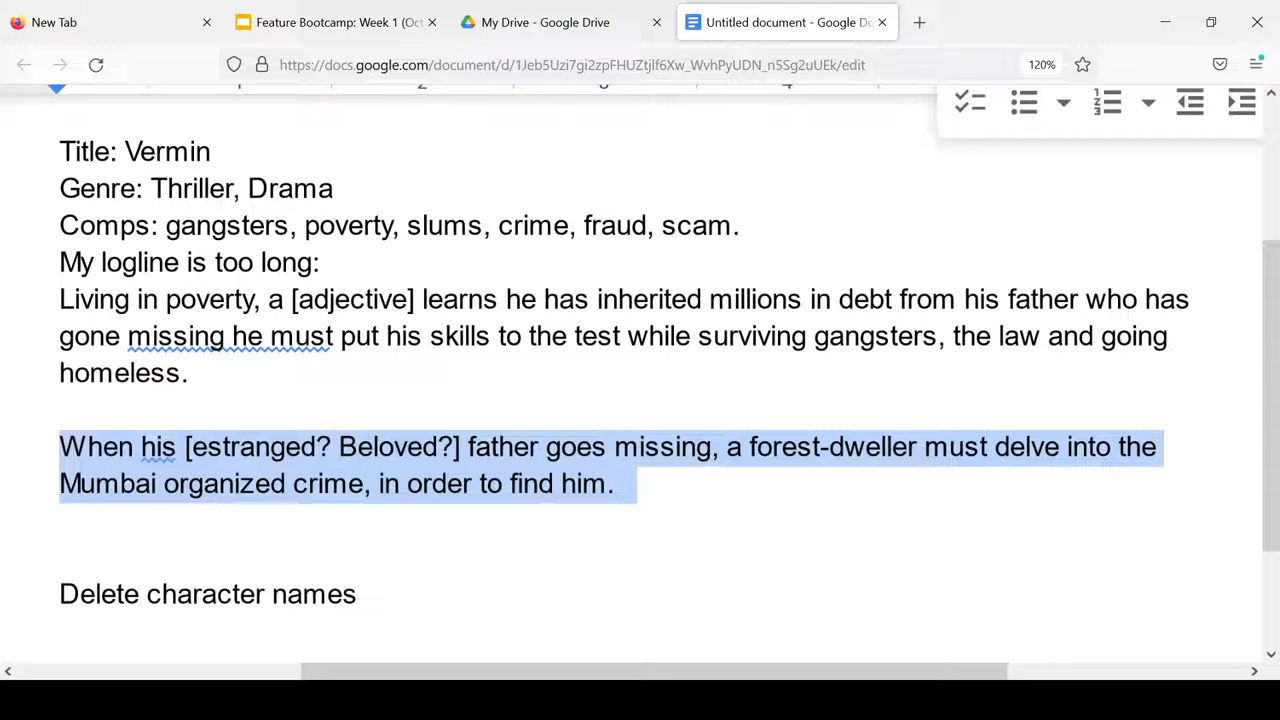 New Tab
Feature Bootcamp: Week 1 (Oct
My Drive - Google Drive
Untitled document - Google Do
https://docs.google.com/document/d/1Jeb5Uzi7gi2zpFHUZtjlf6Xw_WvhPyUDN_n5Sg2uUEk/edit
120%
Title: Vermin
Genre: Thriller, Drama
Comps: gangsters, poverty, slums, crime, fraud, scam.
My logline is too long:
Living in poverty, a [adjective] learns he has inherited millions in debt from his father who has
gone missing he must put his skills to the test while surviving gangsters, the law and going
homeless.
When his [estranged? Beloved?] father goes missing, a forest-dweller must delve into the
Mumbai organized crime, in order to find him.
Delete character names